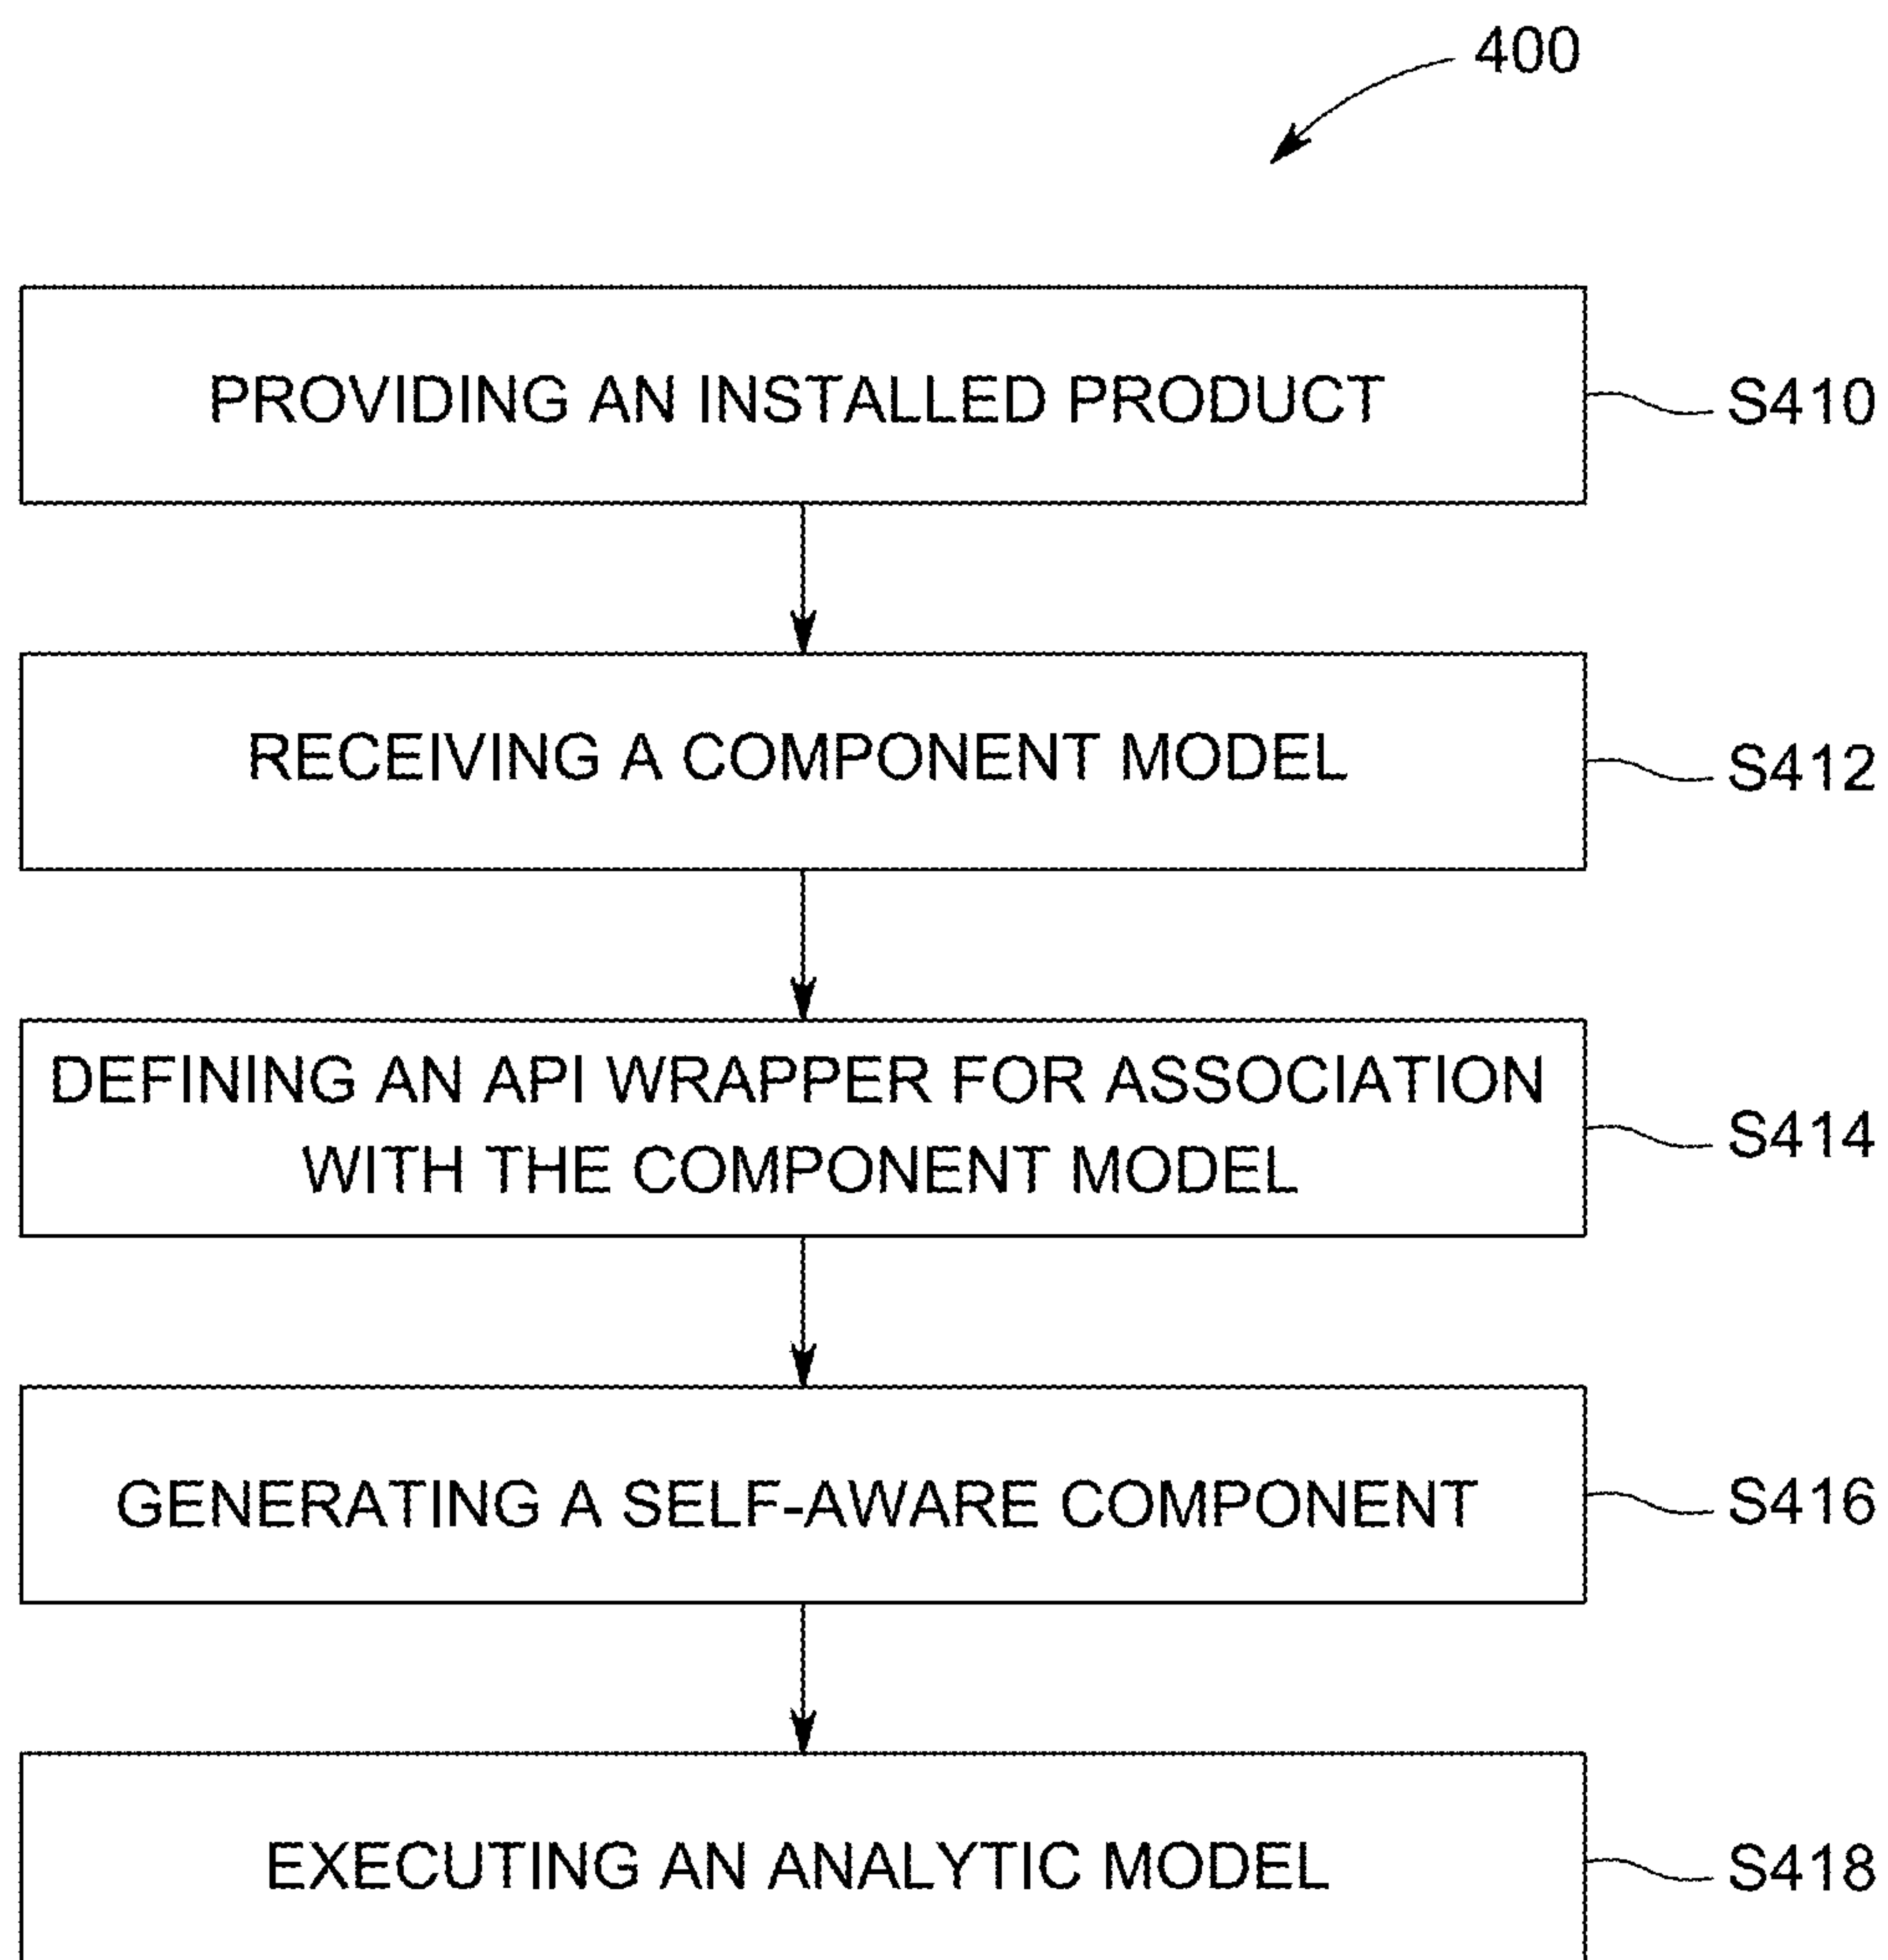 400
PROVIDING AN INSTALLED PRODUCT
S410
RECEIVING A COMPONENT MODEL
S412
DEFINING AN API WRAPPER FOR ASSOCIATION
WITH THE COMPONENT MODEL
S414
GENERATING A SELF-AWARE COMPONENT
S416
EXECUTING AN ANALYTIC MODEL
S418